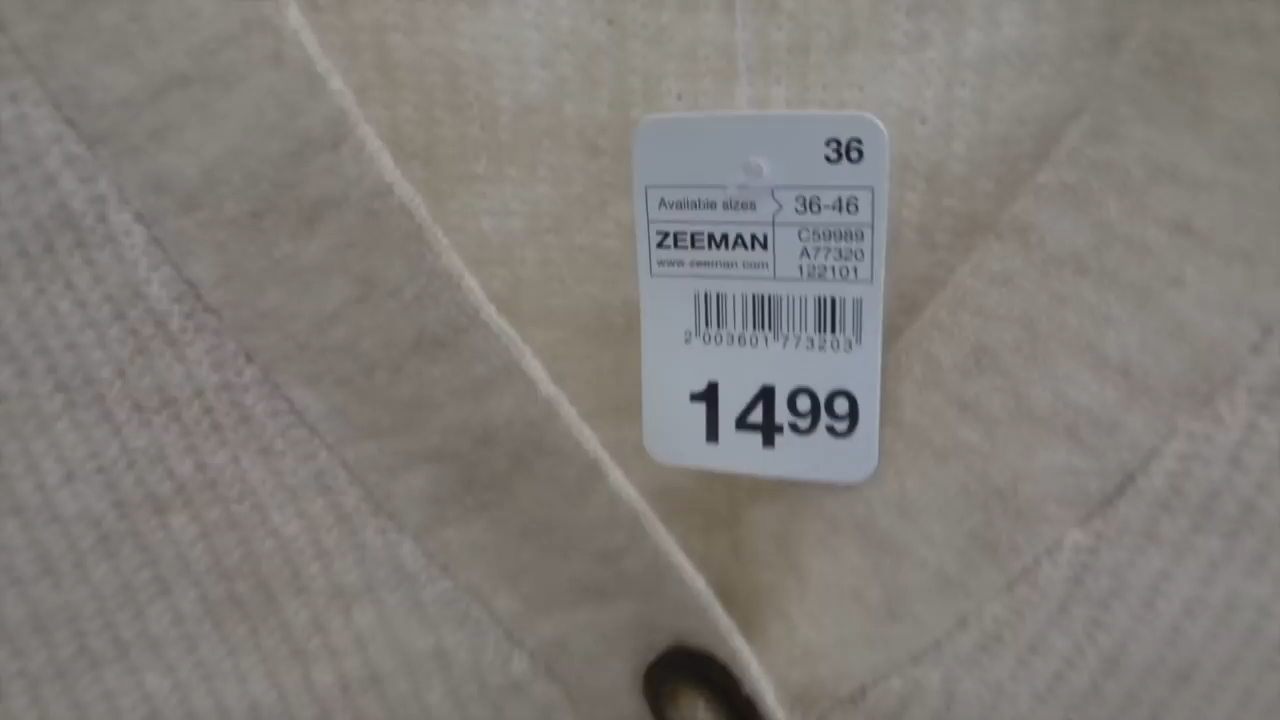 36
Available sizes 36-46
ZEEMAN C59989
www.zeeman.com A77320
122101
2 003601 773203
1499